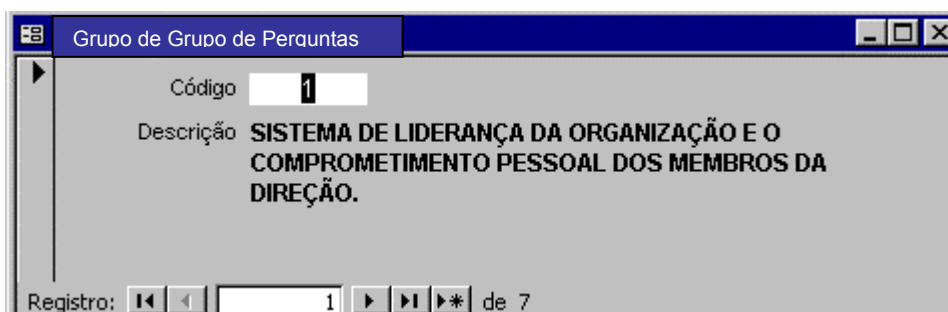 Grupo de Grupo de Perguntas
Código 1
Descrição SISTEMA DE LIDERANÇA DA ORGANIZAÇÃO E O
COMPROMETIMENTO PESSOAL DOS MEMBROS DA
DIREÇÃO.
Registro: 1 de 7